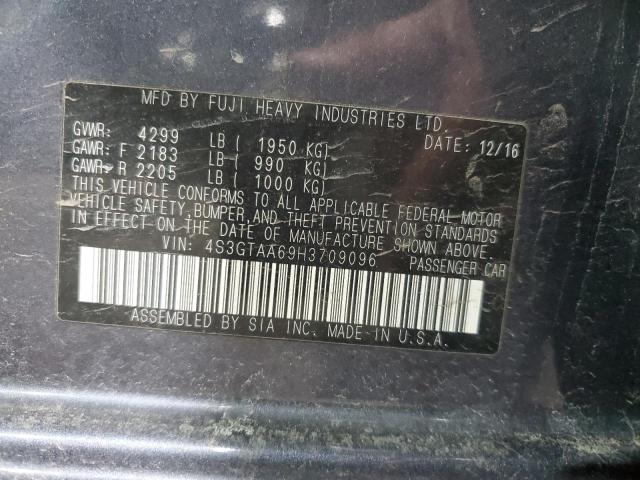 MFD BY FUJI HEAVY INDUSTRIES LTD.
GVWR: 4299 LB ( 1950 KG) DATE: 12/16
GAWR: F 2183 LB ( 990 KG)
GAWR: R 2205 LB ( 1000 KG)
THIS VEHICLE CONFORMS TO ALL APPLICABLE FEDERAL MOTOR
VEHICLE SAFETY, BUMPER, AND THEFT PREVENTION STANDARDS
IN EFFECT ON THE DATE OF MANUFACTURE SHOWN ABOVE.
VIN: 4S3GTAA69H3709096 PASSENGER CAR
ASSEMBLED BY SIA INC. MADE IN U.S.A.